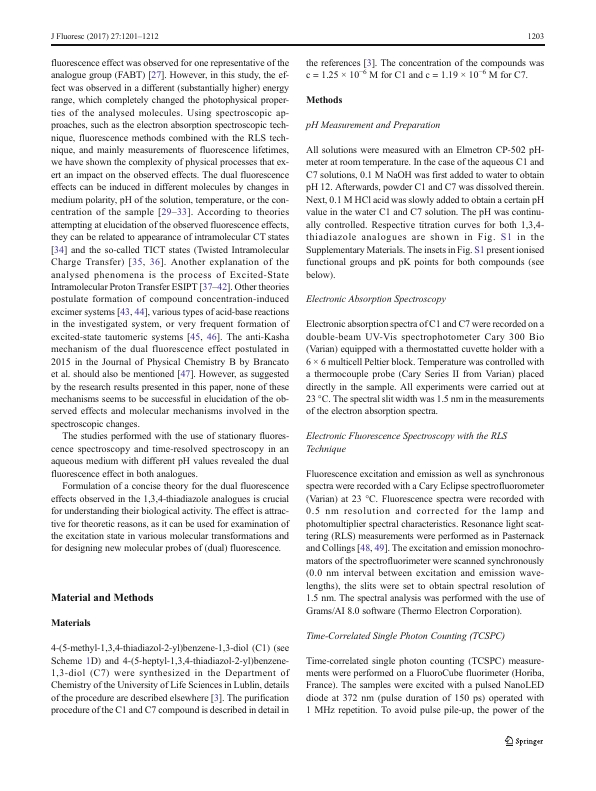 J Fluoresc (2017) 27:1201–1212
1203
fluorescence effect was observed for one representative of the
analogue group (FABT) [27]. However, in this study, the ef-
fect was observed in a different (substantially higher) energy
range, which completely changed the photophysical proper-
ties of the analysed molecules. Using spectroscopic ap-
proaches, such as the electron absorption spectroscopic tech-
nique, fluorescence methods combined with the RLS tech-
nique, and mainly measurements of fluorescence lifetimes,
we have shown the complexity of physical processes that ex-
ert an impact on the observed effects. The dual fluorescence
effects can be induced in different molecules by changes in
medium polarity, pH of the solution, temperature, or the con-
centration of the sample [29–33]. According to theories
attempting at elucidation of the observed fluorescence effects,
they can be related to appearance of intramolecular CT states
[34] and the so-called TICT states (Twisted Intramolecular
Charge Transfer) [35, 36]. Another explanation of the
analysed phenomena is the process of Excited-State
Intramolecular Proton Transfer ESIPT [37–42]. Other theories
postulate formation of compound concentration-induced
excimer systems [43, 44], various types of acid-base reactions
in the investigated system, or very frequent formation of
excited-state tautomeric systems [45, 46]. The anti-Kasha
mechanism of the dual fluorescence effect postulated in
2015 in the Journal of Physical Chemistry B by Brancato
et al. should also be mentioned [47]. However, as suggested
by the research results presented in this paper, none of these
mechanisms seems to be successful in elucidation of the ob-
served effects and molecular mechanisms involved in the
spectroscopic changes.
The studies performed with the use of stationary fluores-
cence spectroscopy and time-resolved spectroscopy in an
aqueous medium with different pH values revealed the dual
fluorescence effect in both analogues.
Formulation of a concise theory for the dual fluorescence
effects observed in the 1,3,4-thiadiazole analogues is crucial
for understanding their biological activity. The effect is attrac-
tive for theoretic reasons, as it can be used for examination of
the excitation state in various molecular transformations and
for designing new molecular probes of (dual) fluorescence.
Material and Methods
Materials
4-(5-methyl-1,3,4-thiadiazol-2-yl)benzene-1,3-diol (C1) (see
Scheme 1D) and 4-(5-heptyl-1,3,4-thiadiazol-2-yl)benzene-
1,3-diol (C7) were synthesized in the Department of
Chemistry of the University of Life Sciences in Lublin, details
of the procedure are described elsewhere [3]. The purification
procedure of the C1 and C7 compound is described in detail in
the references [3]. The concentration of the compounds was
c = 1.25 × 10⁻⁶ M for C1 and c = 1.19 × 10⁻⁶ M for C7.
Methods
pH Measurement and Preparation
All solutions were measured with an Elmetron CP-502 pH-
meter at room temperature. In the case of the aqueous C1 and
C7 solutions, 0.1 M NaOH was first added to water to obtain
pH 12. Afterwards, powder C1 and C7 was dissolved therein.
Next, 0.1 M HCl acid was slowly added to obtain a certain pH
value in the water C1 and C7 solution. The pH was continu-
ally controlled. Respective titration curves for both 1,3,4-
thiadiazole analogues are shown in Fig. S1 in the
Supplementary Materials. The insets in Fig. S1 present ionised
functional groups and pK points for both compounds (see
below).
Electronic Absorption Spectroscopy
Electronic absorption spectra of C1 and C7 were recorded on a
double-beam UV-Vis spectrophotometer Cary 300 Bio
(Varian) equipped with a thermostatted cuvette holder with a
6 × 6 multicell Peltier block. Temperature was controlled with
a thermocouple probe (Cary Series II from Varian) placed
directly in the sample. All experiments were carried out at
23 °C. The spectral slit width was 1.5 nm in the measurements
of the electron absorption spectra.
Electronic Fluorescence Spectroscopy with the RLS
Technique
Fluorescence excitation and emission as well as synchronous
spectra were recorded with a Cary Eclipse spectrofluorometer
(Varian) at 23 °C. Fluorescence spectra were recorded with
0.5 nm resolution and corrected for the lamp and
photomultiplier spectral characteristics. Resonance light scat-
tering (RLS) measurements were performed as in Pasternack
and Collings [48, 49]. The excitation and emission monochro-
mators of the spectrofluorimeter were scanned synchronously
(0.0 nm interval between excitation and emission wave-
lengths), the slits were set to obtain spectral resolution of
1.5 nm. The spectral analysis was performed with the use of
Grams/AI 8.0 software (Thermo Electron Corporation).
Time-Correlated Single Photon Counting (TCSPC)
Time-correlated single photon counting (TCSPC) measure-
ments were performed on a FluoroCube fluorimeter (Horiba,
France). The samples were excited with a pulsed NanoLED
diode at 372 nm (pulse duration of 150 ps) operated with
1 MHz repetition. To avoid pulse pile-up, the power of the
Springer